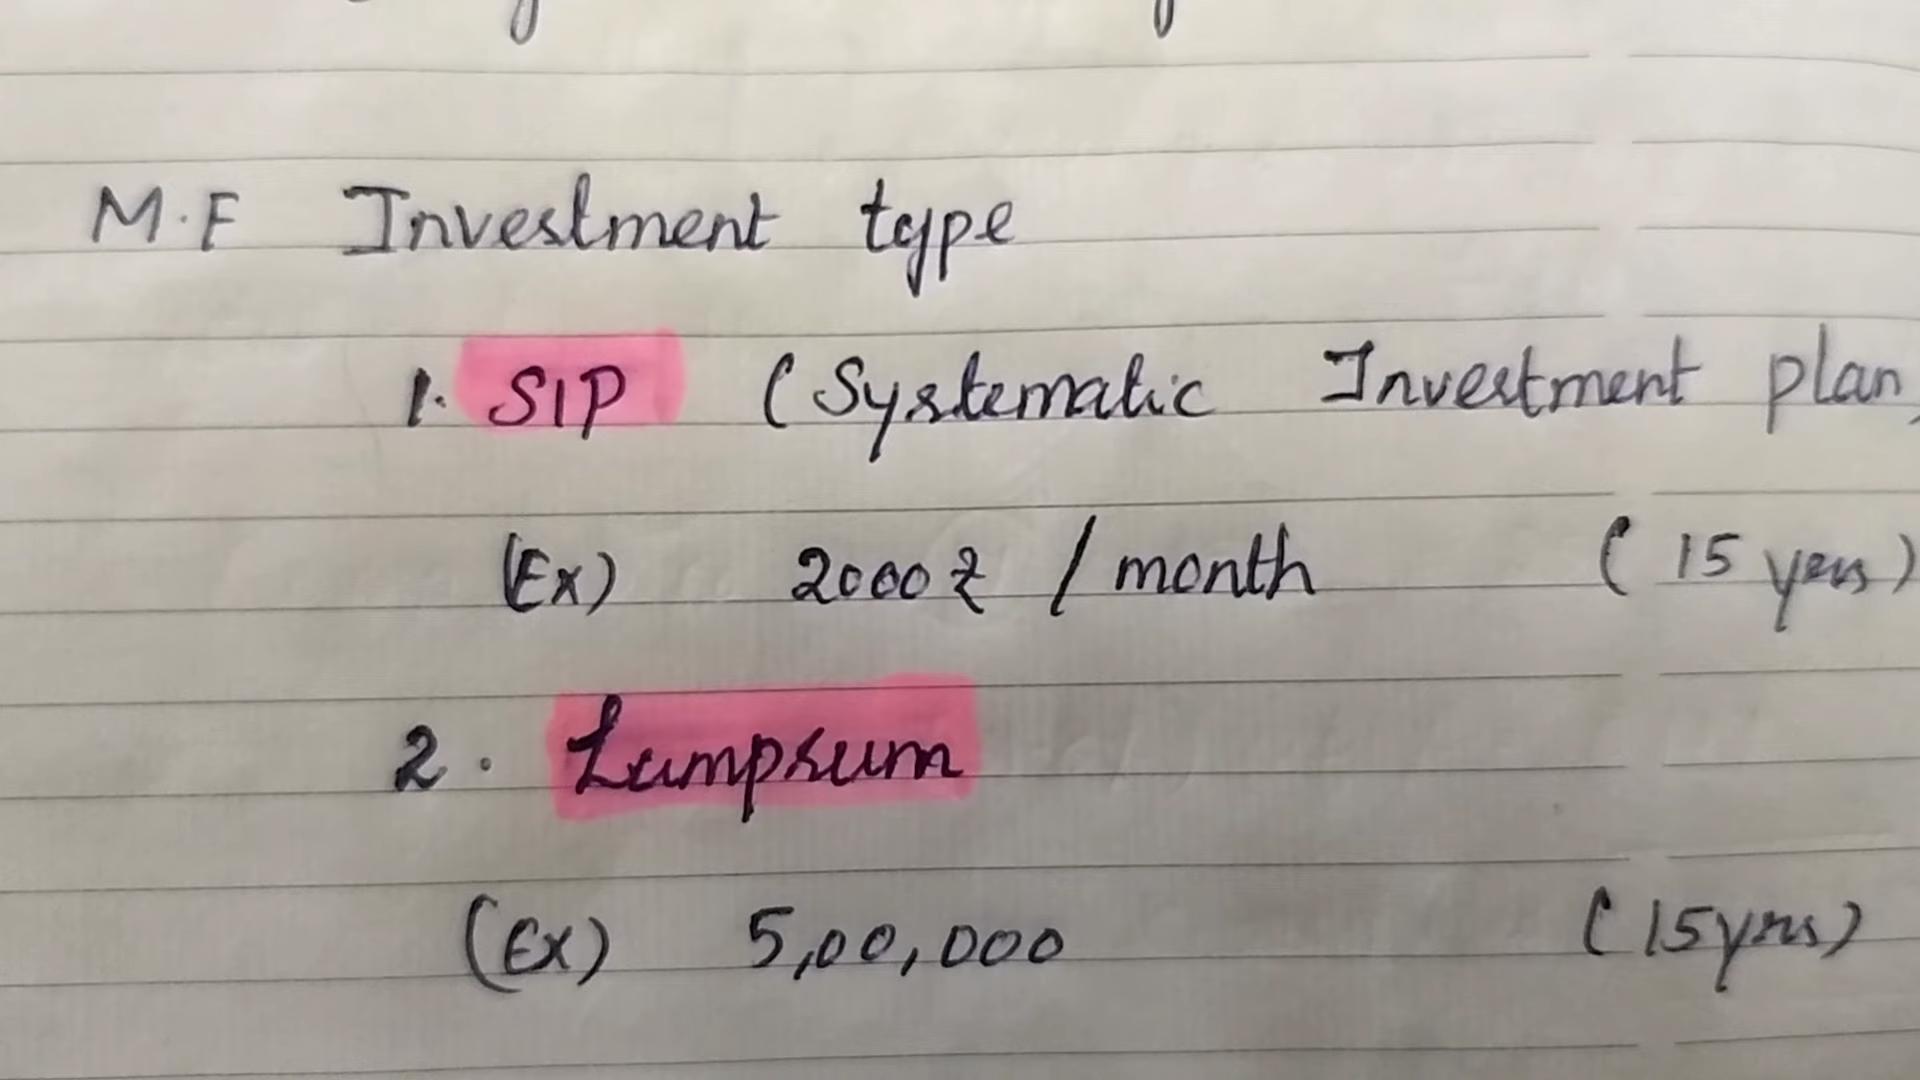 M.F Investment type
1. SIP (Systematic Investment plan,
(Ex) 2000 ₹ / month (15 yrs)
2. Lumpsum
(Ex) 5,00,000 (15yrs)